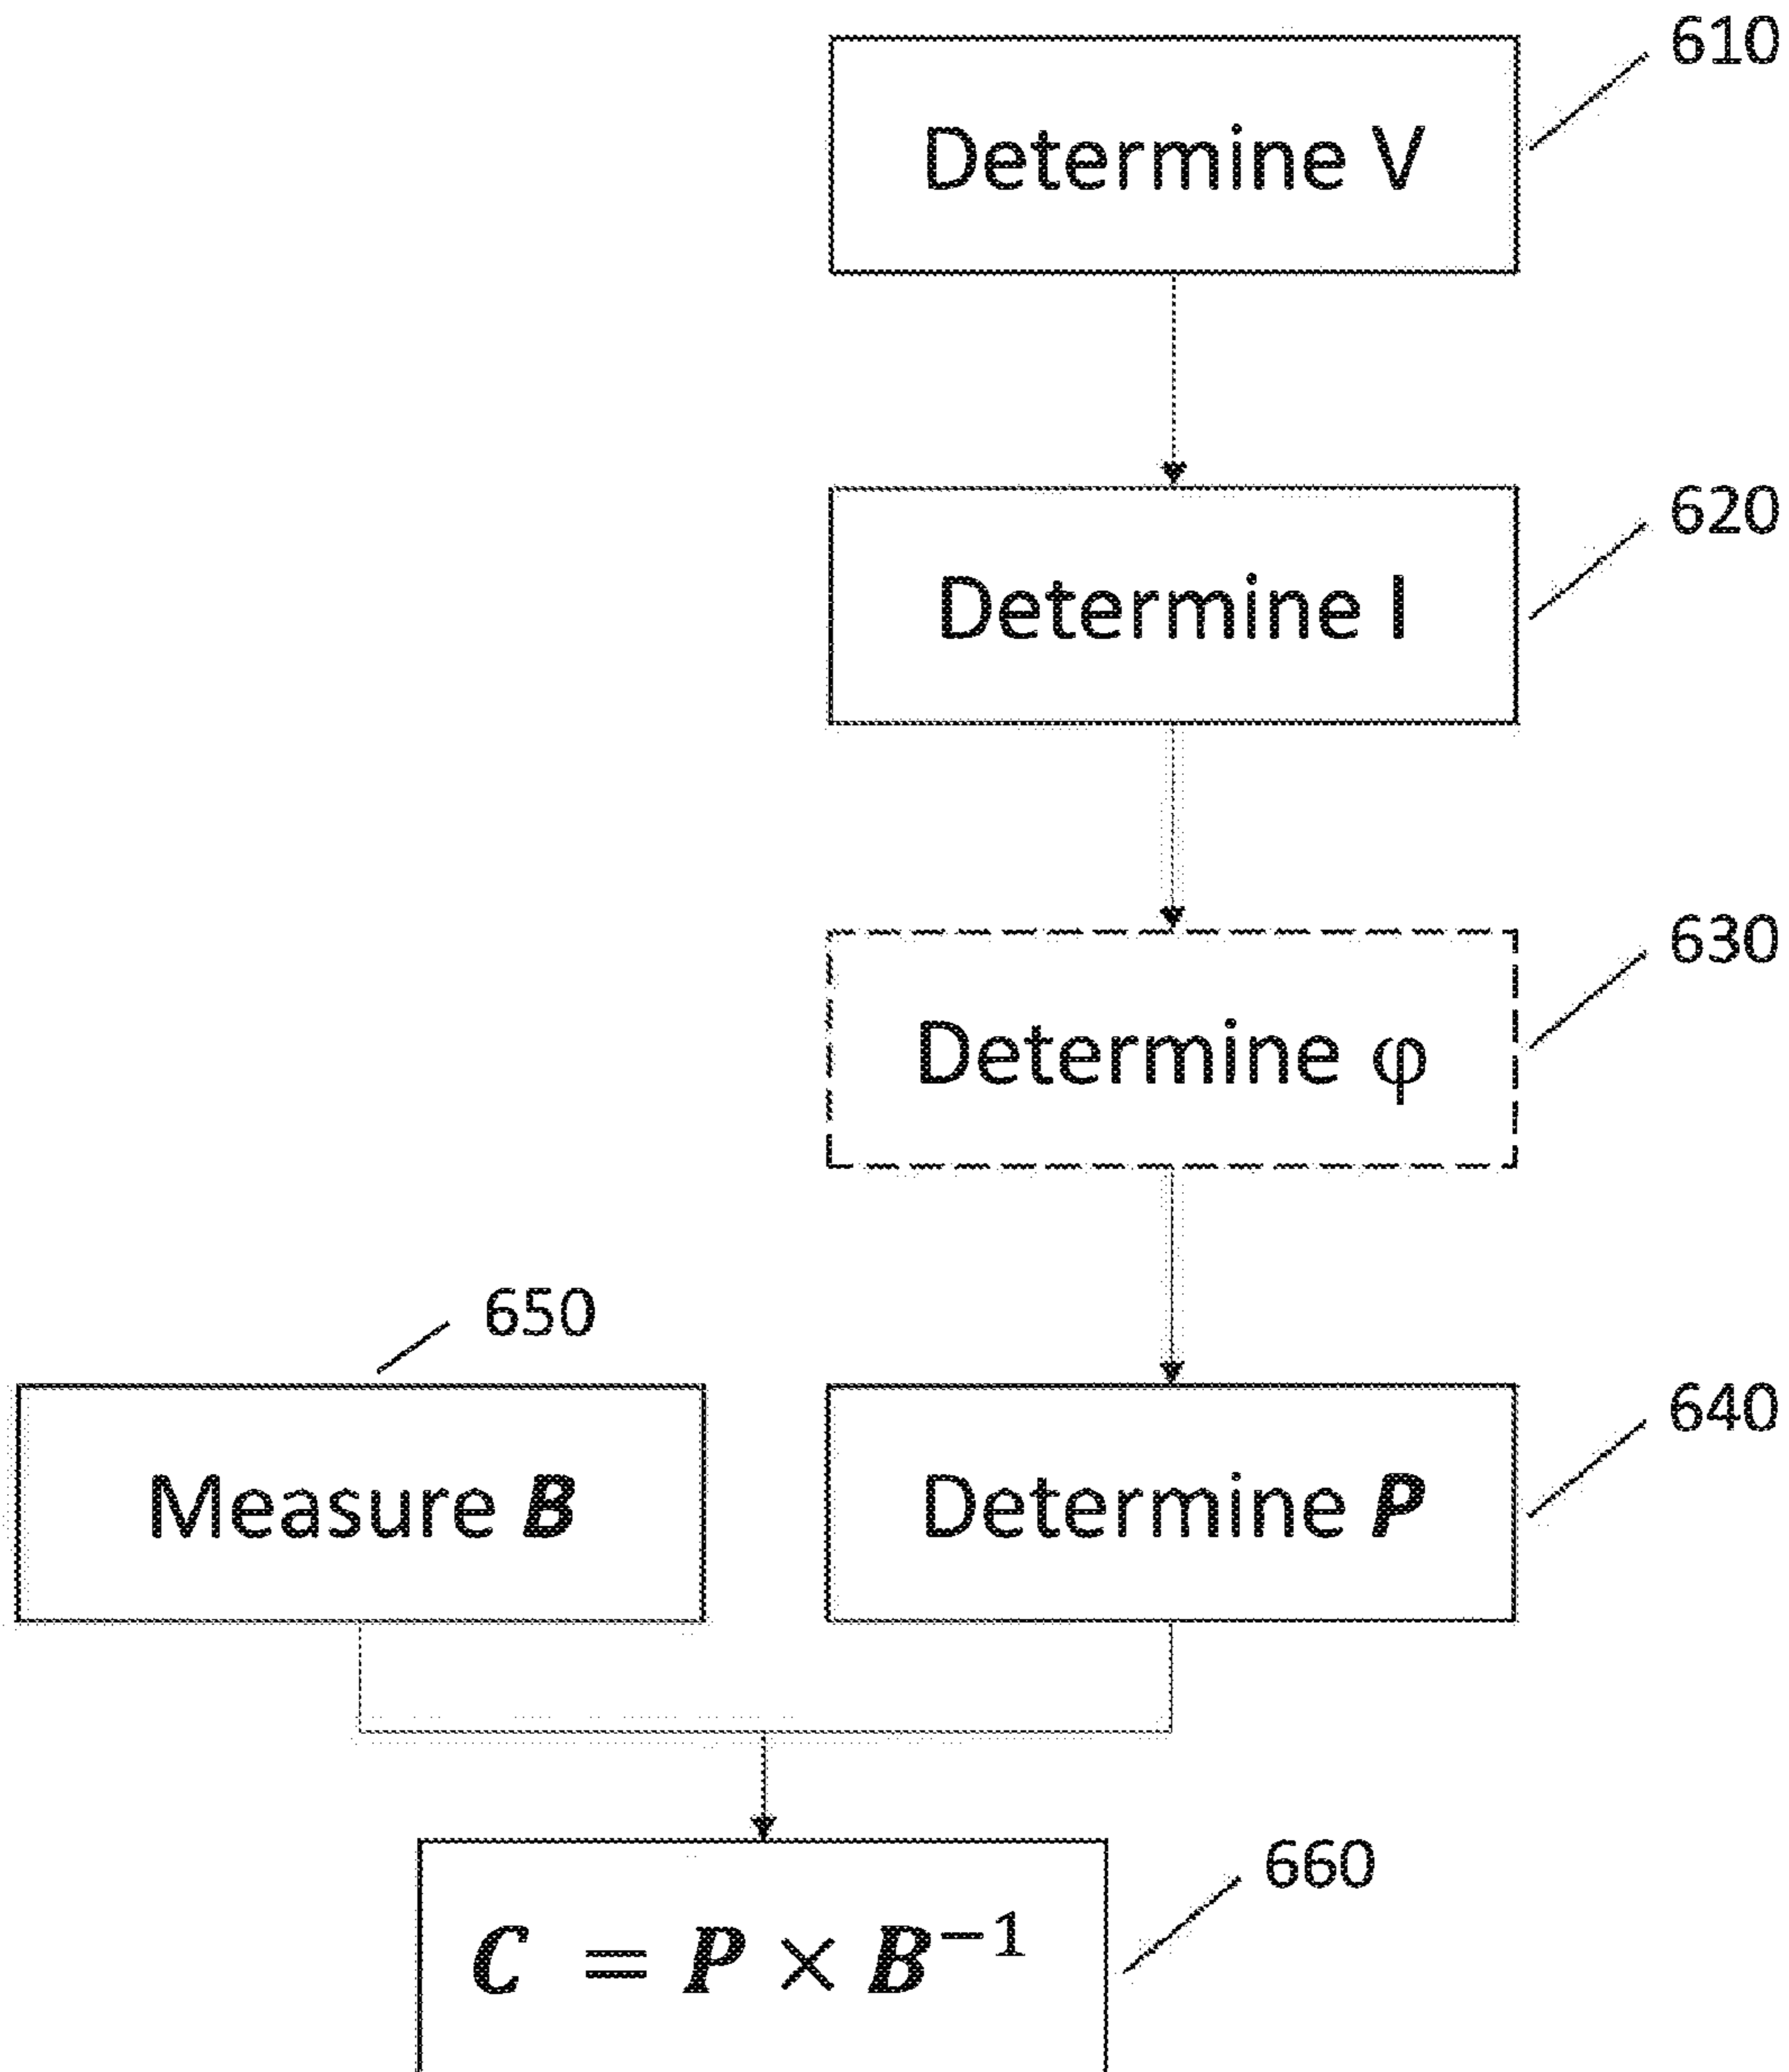 610
Determine V
620
Determine I
630
Determine φ
650
640
Measure B
Determine P
660
C = P × B⁻¹